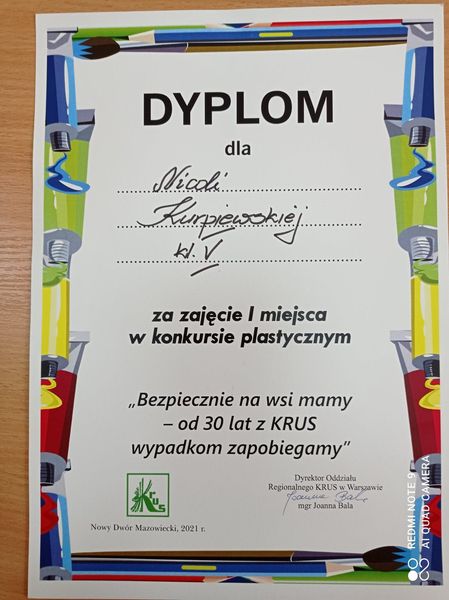 DYPLOM
dla
Nicoli
Kurpiewskiej
kl. V
za zajęcie I miejsca
w konkursie plastycznym
„Bezpiecznie na wsi mamy
– od 30 lat z KRUS
wypadkom zapobiegamy”
Krus
Dyrektor Oddziału
Regionalnego KRUS w Warszawie
Joanna Bala
mgr Joanna Bala
Nowy Dwór Mazowiecki, 2021 r.
REDMI NOTE 9
AI QUAD CAMERA